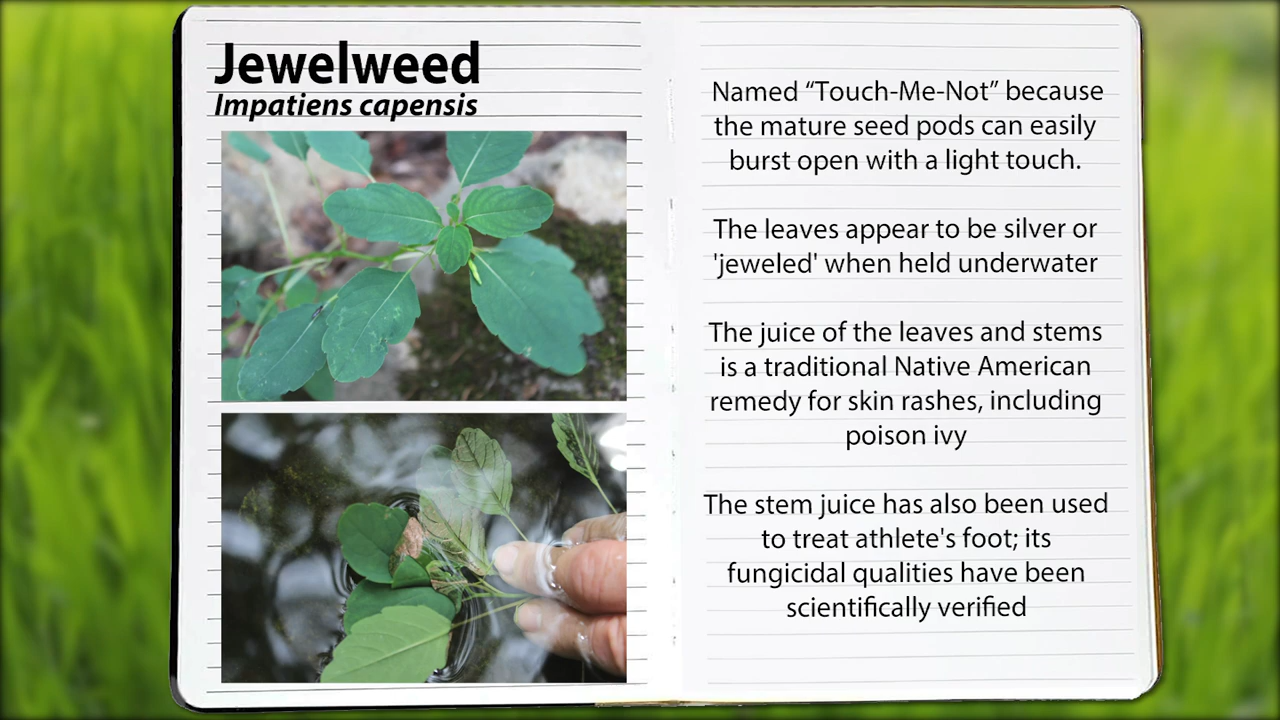 Jewelweed
Impatiens capensis
Named “Touch-Me-Not” because
the mature seed pods can easily
burst open with a light touch.
The leaves appear to be silver or
'jeweled' when held underwater
The juice of the leaves and stems
is a traditional Native American
remedy for skin rashes, including
poison ivy
The stem juice has also been used
to treat athlete's foot; its
fungicidal qualities have been
scientifically verified